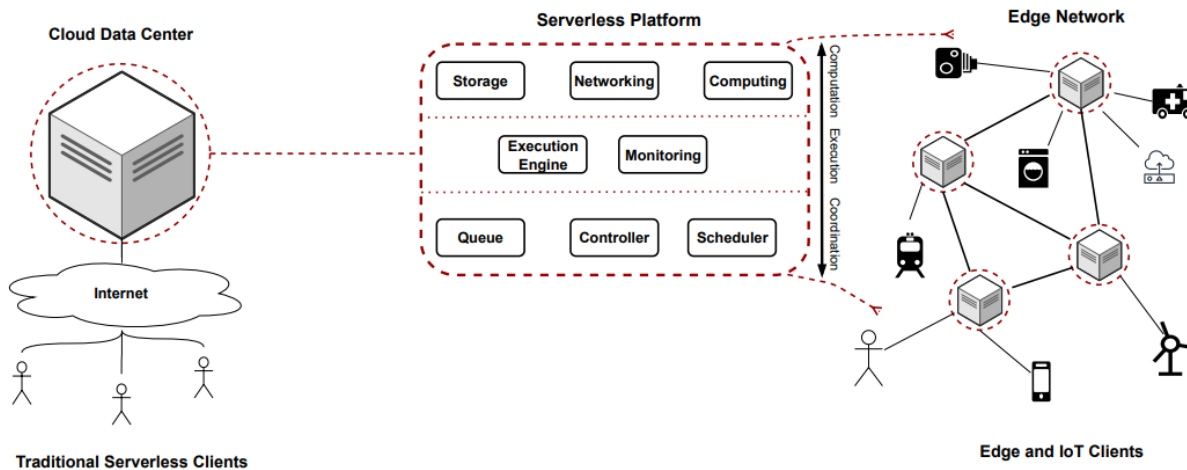 Cloud Data Center
Serverless Platform
Edge Network
Storage
Networking
Computing
Computation
Execution
Engine
Monitoring
Execution
Queue
Controller
Scheduler
Coordination
Internet
Traditional Serverless Clients
Edge and IoT Clients